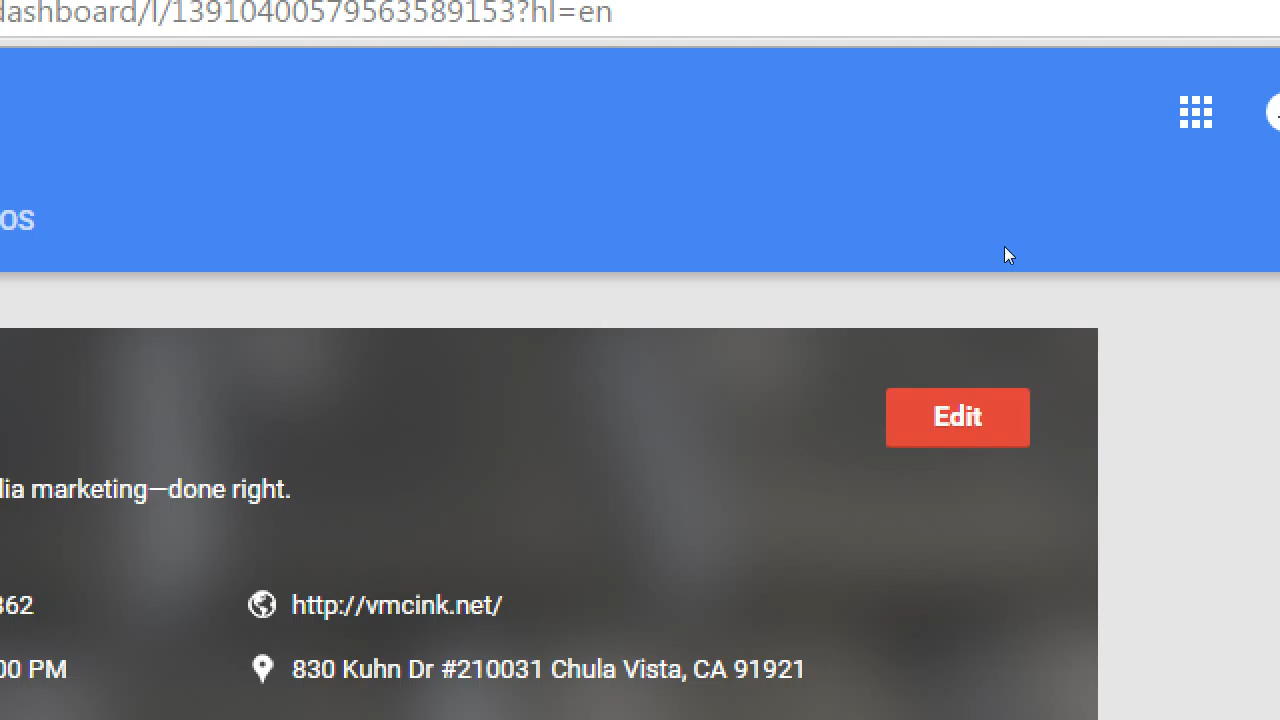 dashboard/l/13910400579563589153?hl=en
OS
Edit
dia marketing—done right.
362
http://vmcink.net/
00 PM
830 Kuhn Dr #210031 Chula Vista, CA 91921